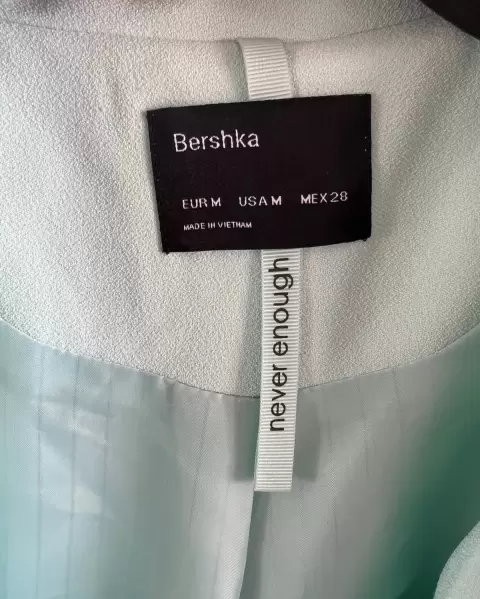 Bershka
EUR M USA M MEX 28
MADE IN VIETNAM
never enough